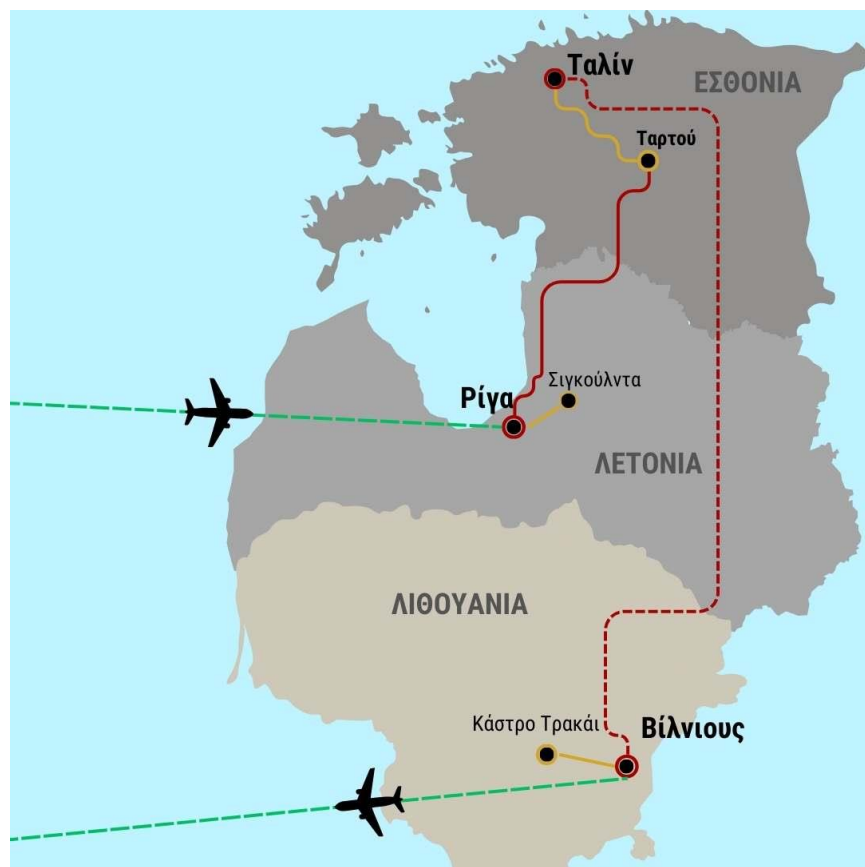 Ταλίν
ΕΣΘΟΝΙΑ
Ταρτού
Σιγκούλντα
Ρίγα
ΛΕΤΟΝΙΑ
ΛΙΘΟΥΑΝΙΑ
Κάστρο Τρακάι
Βίλνιους